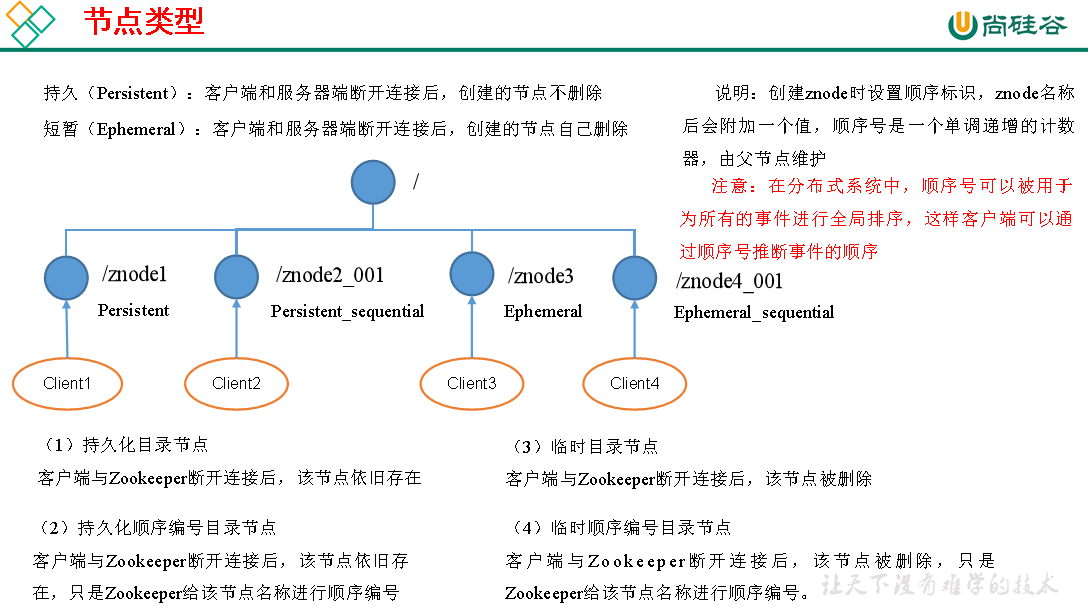 节点类型
尚硅谷
持久（Persistent）：客户端和服务器端断开连接后，创建的节点不删除
短暂（Ephemeral）：客户端和服务器端断开连接后，创建的节点自己删除
说明：创建znode时设置顺序标识，znode名称
后会附加一个值，顺序号是一个单调递增的计数
器，由父节点维护
注意：在分布式系统中，顺序号可以被用于
为所有的事件进行全局排序，这样客户端可以通
过顺序号推断事件的顺序
/
/znode1
Persistent
/znode2_001
Persistent_sequential
/znode3
Ephemeral
/znode4_001
Ephemeral_sequential
Client1
Client2
Client3
Client4
（1）持久化目录节点
客户端与Zookeeper断开连接后，该节点依旧存在
（2）持久化顺序编号目录节点
客户端与Zookeeper断开连接后，该节点依旧存
在，只是Zookeeper给该节点名称进行顺序编号
（3）临时目录节点
客户端与Zookeeper断开连接后，该节点被删除
（4）临时顺序编号目录节点
客户端与Zookeeper断开连接后，该节点被删除，只是
Zookeeper给该节点名称进行顺序编号。
让天下没有难学的技术